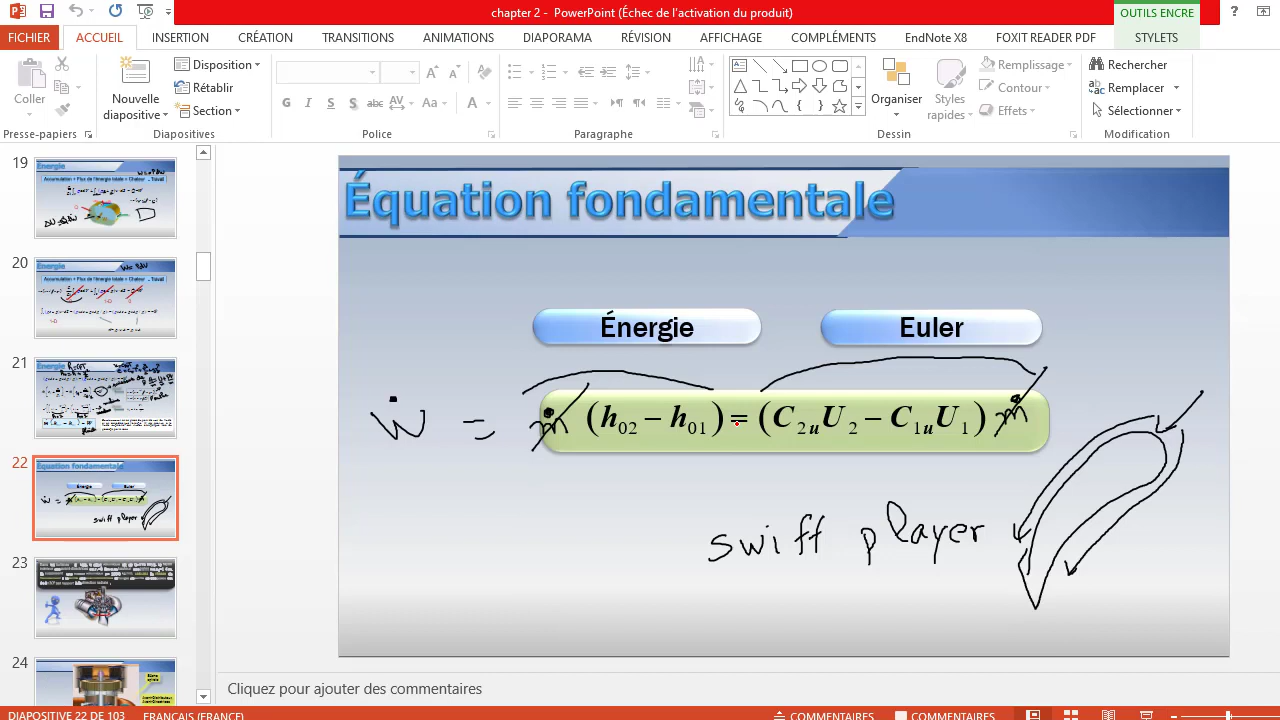 chapter 2 - PowerPoint (Échec de l'activation du produit)
OUTILS ENCRE
FICHIER ACCUEIL INSERTION CRÉATION TRANSITIONS ANIMATIONS DIAPORAMA RÉVISION AFFICHAGE COMPLÉMENTS EndNote X8 FOXIT READER PDF STYLETS
Coller
Nouvelle diapositive
Disposition
Rétablir
Section
G I S S abc AV Aa A
Organiser
Styles rapides
Remplissage
Contour
Effets
Rechercher
Remplacer
Sélectionner
Presse-papiers Diapositives Police Paragraphe Dessin Modification
19
Énergie
20
Énergie
21
22
Équation fondamentale
23
24
Équation fondamentale
Énergie Euler
Ẇ = ṁ (h02 − h01) = (C2uU2 − C1uU1) ṁ
swiff player
Cliquez pour ajouter des commentaires
DIAPOSITIVE 22 DE 103 FRANÇAIS (FRANCE) COMMENTAIRES COMMENTAIRES